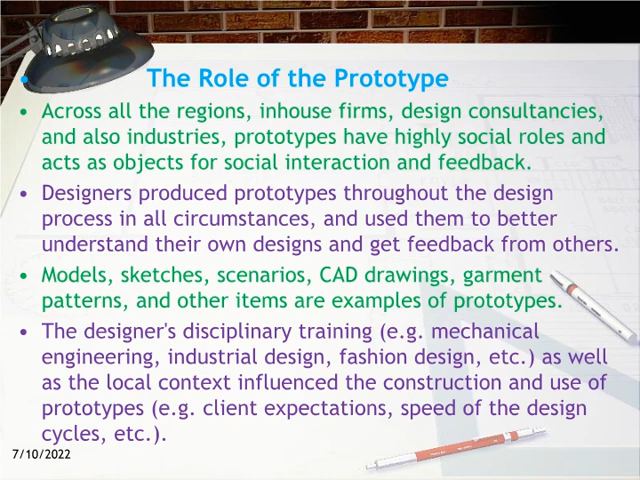 • The Role of the Prototype
• Across all the regions, inhouse firms, design consultancies,
and also industries, prototypes have highly social roles and
acts as objects for social interaction and feedback.
• Designers produced prototypes throughout the design
process in all circumstances, and used them to better
understand their own designs and get feedback from others.
• Models, sketches, scenarios, CAD drawings, garment
patterns, and other items are examples of prototypes.
• The designer's disciplinary training (e.g. mechanical
engineering, industrial design, fashion design, etc.) as well
as the local context influenced the construction and use of
prototypes (e.g. client expectations, speed of the design
cycles, etc.).
7/10/2022